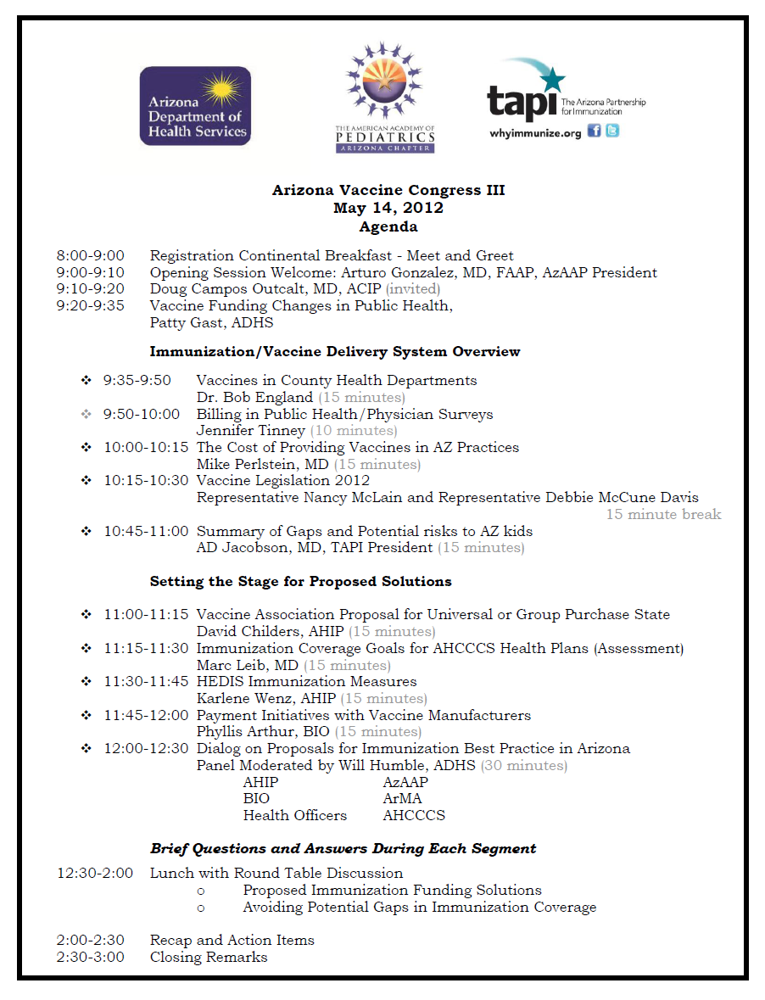 Arizona
Department of
Health Services
THE AMERICAN ACADEMY OF
PEDIATRICS
ARIZONA CHAPTER
tapi The Arizona Partnership
for Immunization
whyimmunize.org
Arizona Vaccine Congress III
May 14, 2012
Agenda
8:00-9:00 Registration Continental Breakfast - Meet and Greet
9:00-9:10 Opening Session Welcome: Arturo Gonzalez, MD, FAAP, AzAAP President
9:10-9:20 Doug Campos Outcalt, MD, ACIP (invited)
9:20-9:35 Vaccine Funding Changes in Public Health,
Patty Gast, ADHS
Immunization/Vaccine Delivery System Overview
❖ 9:35-9:50 Vaccines in County Health Departments
Dr. Bob England (15 minutes)
❖ 9:50-10:00 Billing in Public Health/Physician Surveys
Jennifer Tinney (10 minutes)
❖ 10:00-10:15 The Cost of Providing Vaccines in AZ Practices
Mike Perlstein, MD (15 minutes)
❖ 10:15-10:30 Vaccine Legislation 2012
Representative Nancy McLain and Representative Debbie McCune Davis
15 minute break
❖ 10:45-11:00 Summary of Gaps and Potential risks to AZ kids
AD Jacobson, MD, TAPI President (15 minutes)
Setting the Stage for Proposed Solutions
❖ 11:00-11:15 Vaccine Association Proposal for Universal or Group Purchase State
David Childers, AHIP (15 minutes)
❖ 11:15-11:30 Immunization Coverage Goals for AHCCCS Health Plans (Assessment)
Marc Leib, MD (15 minutes)
❖ 11:30-11:45 HEDIS Immunization Measures
Karlene Wenz, AHIP (15 minutes)
❖ 11:45-12:00 Payment Initiatives with Vaccine Manufacturers
Phyllis Arthur, BIO (15 minutes)
❖ 12:00-12:30 Dialog on Proposals for Immunization Best Practice in Arizona
Panel Moderated by Will Humble, ADHS (30 minutes)
AHIP AzAAP
BIO ArMA
Health Officers AHCCCS
Brief Questions and Answers During Each Segment
12:30-2:00 Lunch with Round Table Discussion
o Proposed Immunization Funding Solutions
o Avoiding Potential Gaps in Immunization Coverage
2:00-2:30 Recap and Action Items
2:30-3:00 Closing Remarks